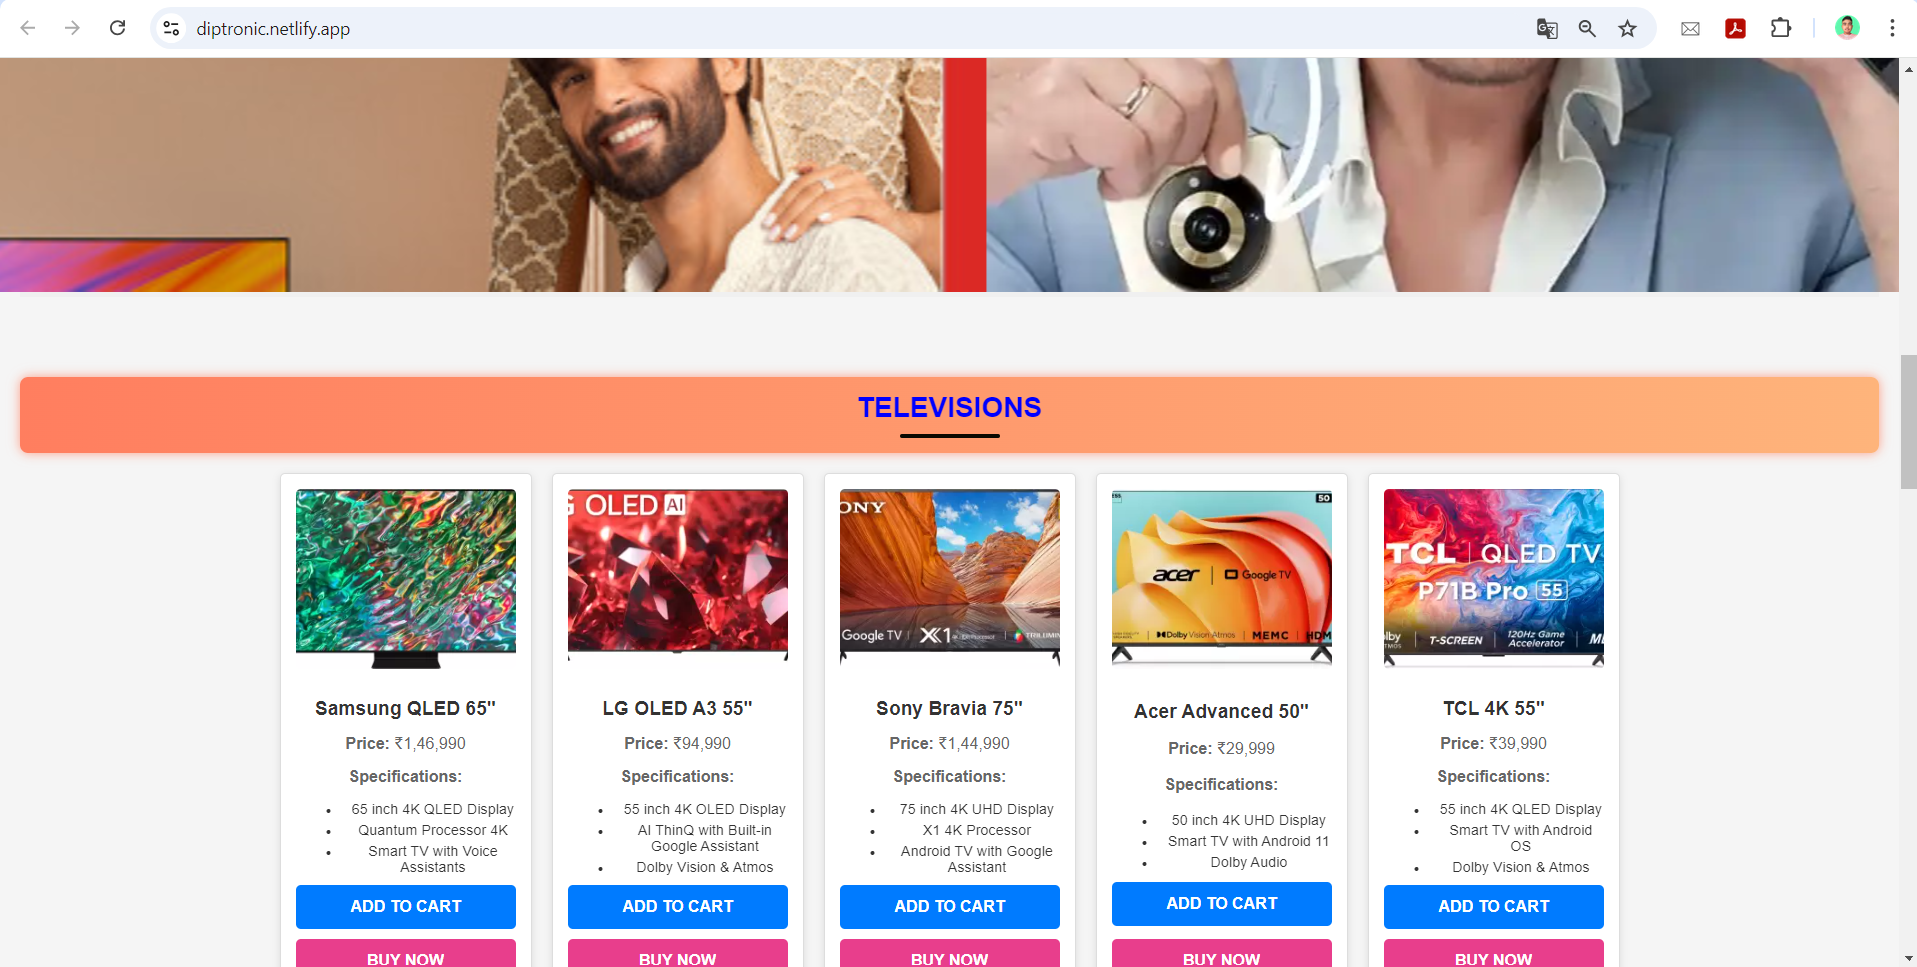 diptronic.netlify.app
TELEVISIONS
OLED AI
Samsung QLED 65"
Price: ₹1,46,990
Specifications:
• 65 inch 4K QLED Display
• Quantum Processor 4K
• Smart TV with Voice
Assistants
ADD TO CART
BUY NOW
LG OLED A3 55"
Price: ₹94,990
Specifications:
• 55 inch 4K OLED Display
• AI ThinQ with Built-in
Google Assistant
• Dolby Vision & Atmos
ADD TO CART
BUY NOW
ONY
Google TV | X1
Sony Bravia 75"
Price: ₹1,44,990
Specifications:
• 75 inch 4K UHD Display
• X1 4K Processor
• Android TV with Google
Assistant
ADD TO CART
BUY NOW
50
acer | Google TV
Dolby Vision Atmos | MEMC | HDM
Acer Advanced 50"
Price: ₹29,999
Specifications:
• 50 inch 4K UHD Display
• Smart TV with Android 11
• Dolby Audio
ADD TO CART
BUY NOW
TCL | QLED TV
P71B Pro 55
T-SCREEN | 120Hz Game
Accelerator
TCL 4K 55"
Price: ₹39,990
Specifications:
• 55 inch 4K QLED Display
• Smart TV with Android
OS
• Dolby Vision & Atmos
ADD TO CART
BUY NOW